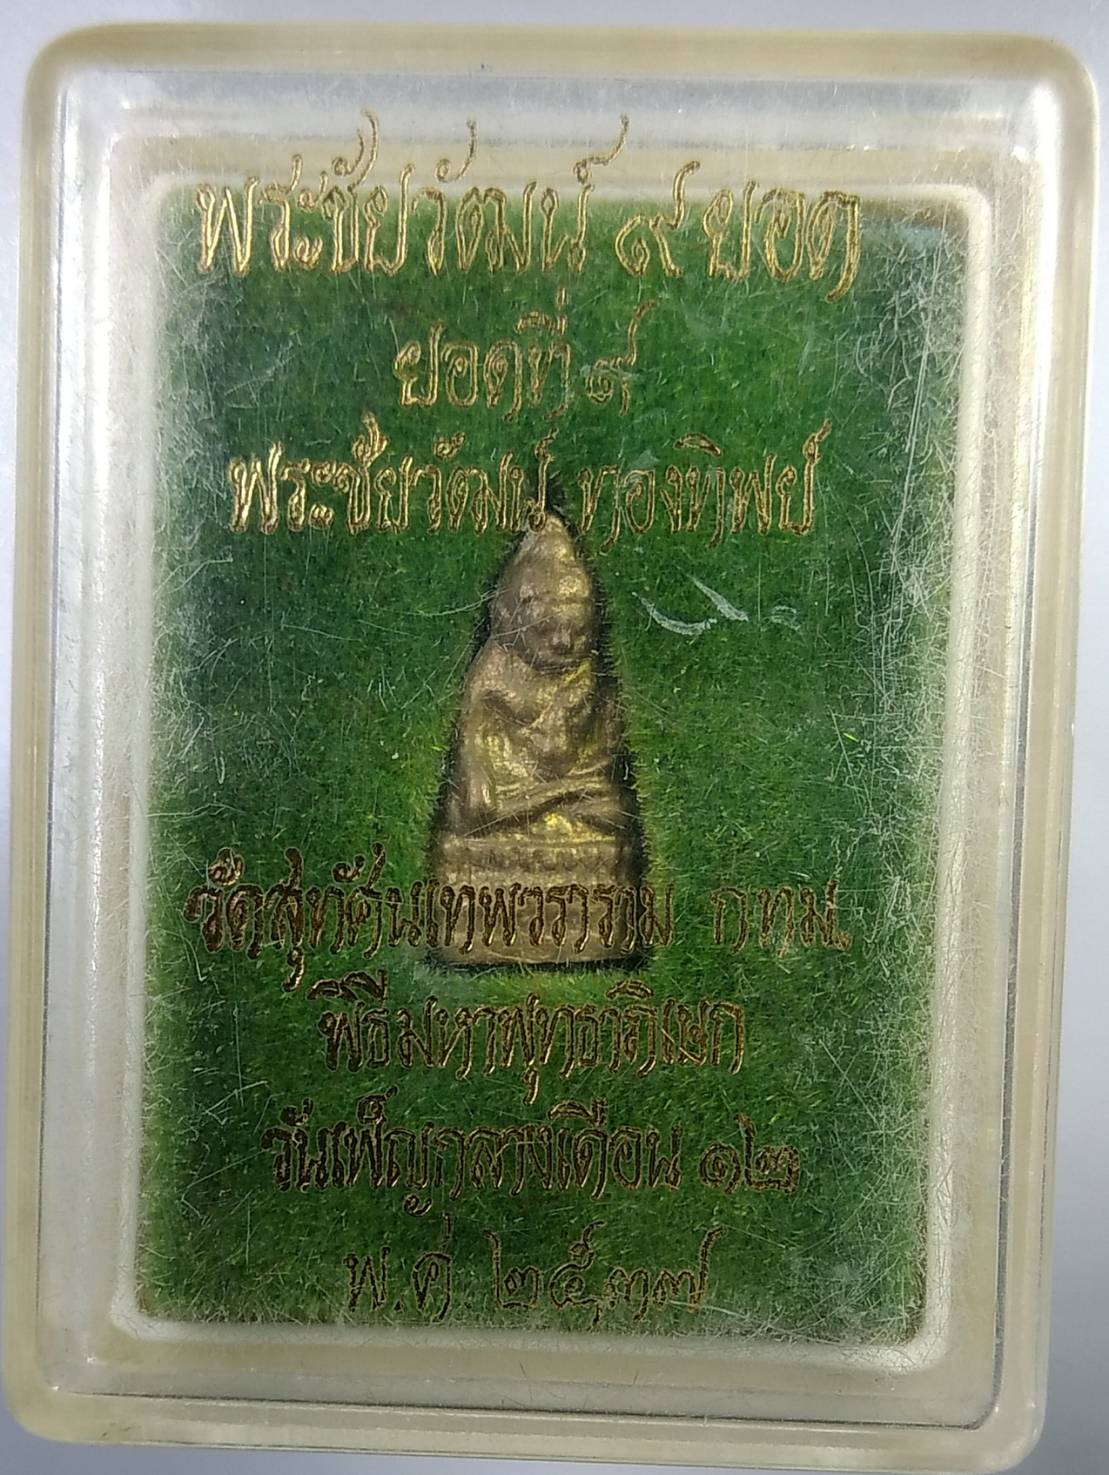 พระชัยวัฒน์ ๙ ยอด
ยอดที่ ๙
พระชัยวัฒน์ ทองทิพย์
วัดสุทัศนเทพวราราม กทม.
พิธีมหาพุทธาภิเษก
วันเพ็ญกลางเดือน ๑๒
พ.ศ. ๒๕๓๗